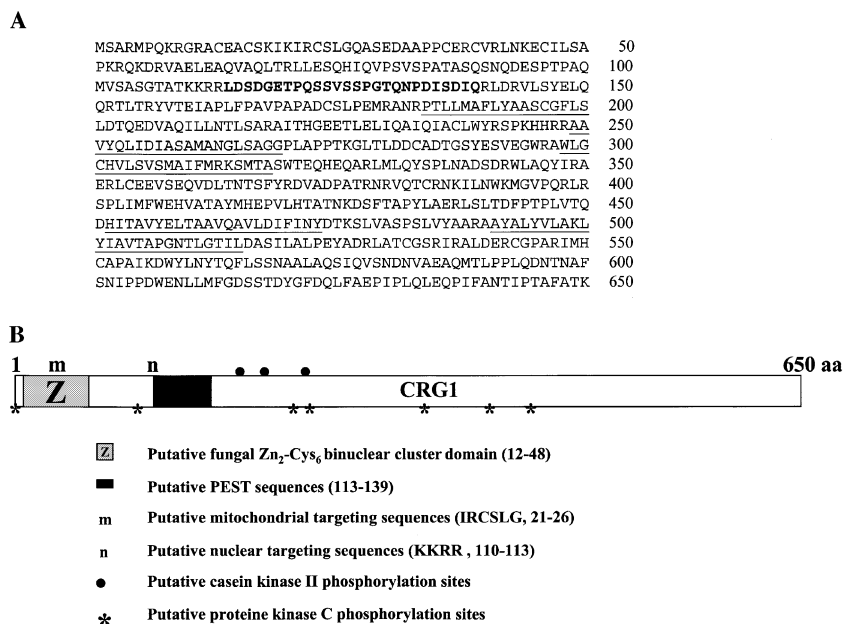 A
MSARMPQKRGRACEACSKIKIRCSLGQASEDAAPPCERCVRLNKECILSA 50
PKRQKDRVAELEAQVAQLTRLLESQHIQVPSVSPATASQSNQDESPTPAQ 100
MVSASGTATKKRRLDSDGETPQSSVSSPGTQNPDISDIQRLDRVLSYELQ 150
QRTLTRYVTEIAPLFPAVPAPADCSLPEMRANRPTLLMAFLYAASCGFLS 200
LDTQEDVAQILLNTLSARAITHGEETLELIQAIQIACLWYRSPKHHRRAA 250
VYQLIDIASAMANGLSAGGPLAPPTKGLTLDDCADTGSYESVEGWRAWLG 300
CHVLSVSMAIFMRKSMTASWTEQHEQARLMLQYSPLNADSDRWLAQYIRA 350
ERLCEEVSEQVDLTNTSFYRDVADPATRNRVQTCRNKILNWKMGVPQRLR 400
SPLIMFWEHVATAYMHEPVLHTATNKDSFTAPYLAERLSLTDFPTPLVTQ 450
DHITAVYELTAAVQAVLDIFINYDTKSLVASPSLVYAARAAYALYVLAKL 500
YIAVTAPGNTLGTILDASILALPEYADRLATCGSRIRALDERCGPARIMH 550
CAPAIKDWYLNYTQFLSSNAALAQSIQVSNDNVAEAQMTLPPLQDNTNAF 600
SNIPPDWENLLMFGDSSTDYGFDQLFAEPIPLQLEQPIFANTIPTAFATK 650
B
1 m n 650 aa
Z CRG1
Z Putative fungal Zn2-Cys6 binuclear cluster domain (12-48)
Putative PEST sequences (113-139)
m Putative mitochondrial targeting sequences (IRCSLG, 21-26)
n Putative nuclear targeting sequences (KKRR , 110-113)
● Putative casein kinase II phosphorylation sites
* Putative proteine kinase C phosphorylation sites